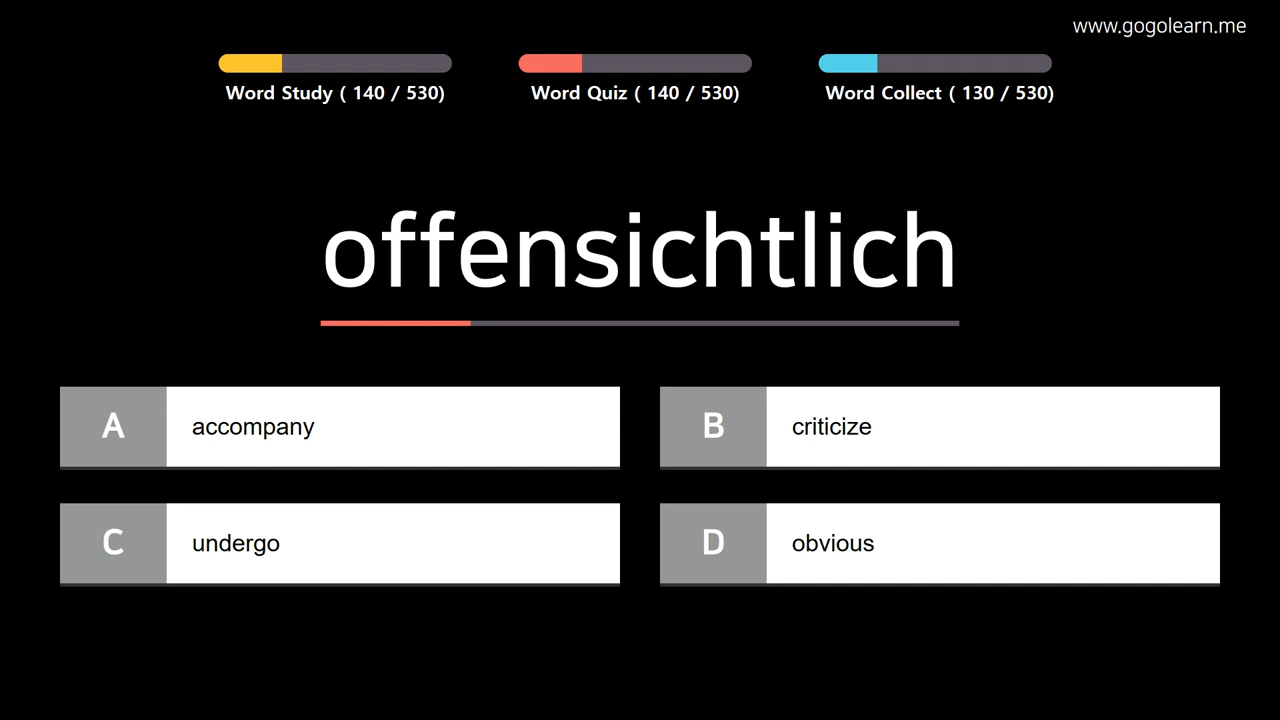 www.gogolearn.me
Word Study ( 140 / 530)
Word Quiz ( 140 / 530)
Word Collect ( 130 / 530)
offensichtlich
A accompany
B criticize
C undergo
D obvious